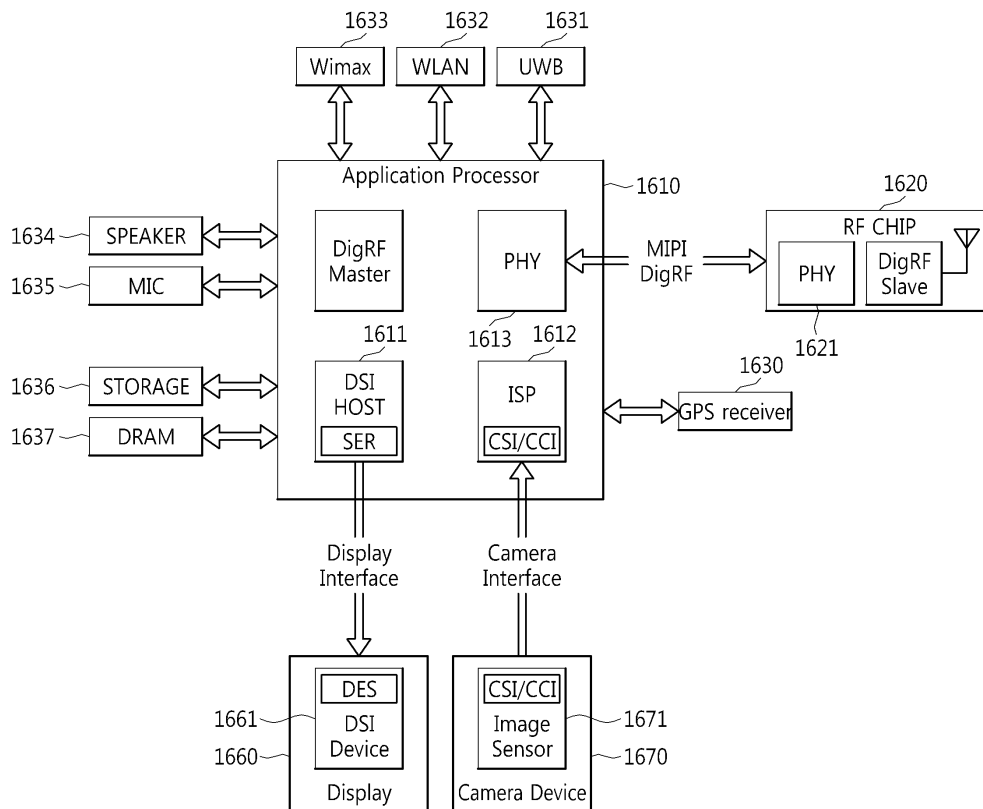 1633
1632
1631
Wimax
WLAN
UWB
Application Processor
1610
1620
1634
SPEAKER
DigRF
Master
PHY
MIPI
DigRF
RF CHIP
PHY
DigRF
Slave
1635
MIC
1613
1621
1611
1612
1636
STORAGE
DSI
HOST
SER
ISP
CSI/CCI
1630
GPS receiver
1637
DRAM
Display
Interface
Camera
Interface
1661
DES
DSI
Device
CSI/CCI
Image
Sensor
1671
1660
Display
Camera Device
1670